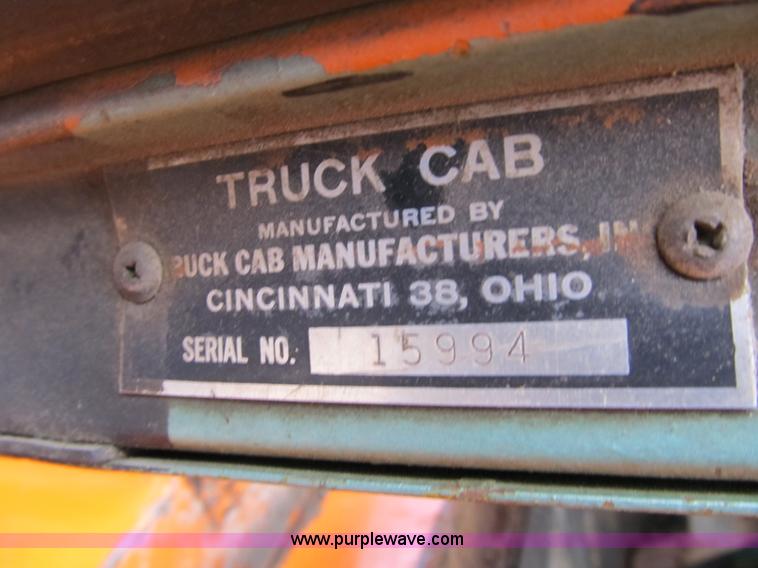 TRUCK CAB
MANUFACTURED BY
RUCK CAB MANUFACTURERS, IN
CINCINNATI 38, OHIO
SERIAL NO. 15994
www.purplewave.com